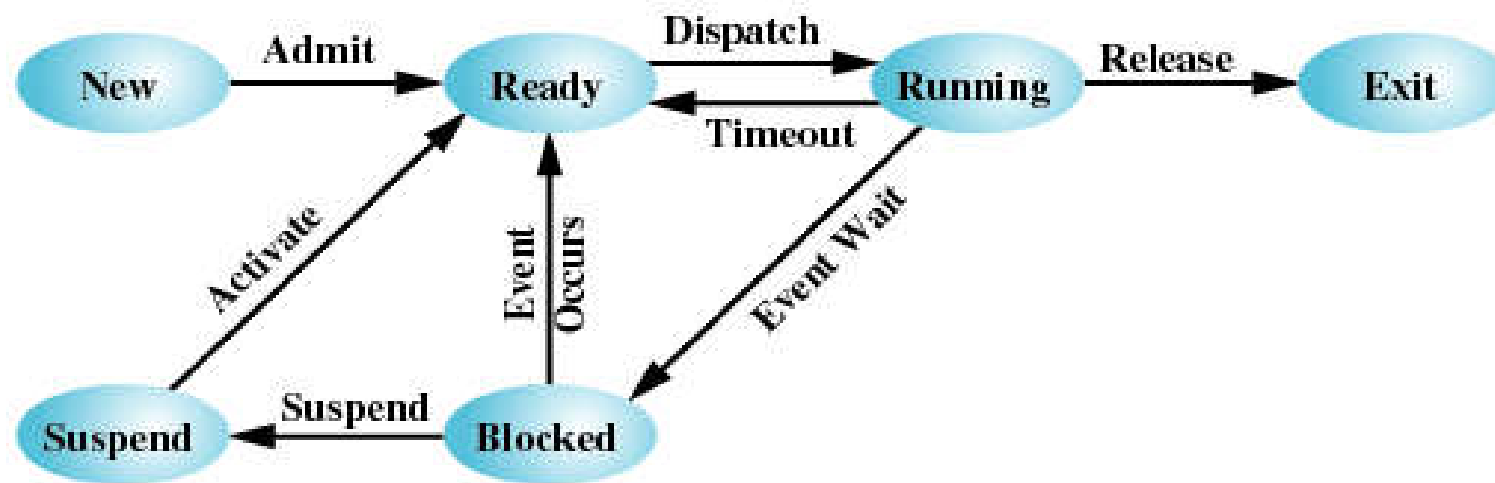 New
Admit
Ready
Dispatch
Timeout
Running
Release
Exit
Activate
Event
Occurs
Event Wait
Suspend
Suspend
Blocked